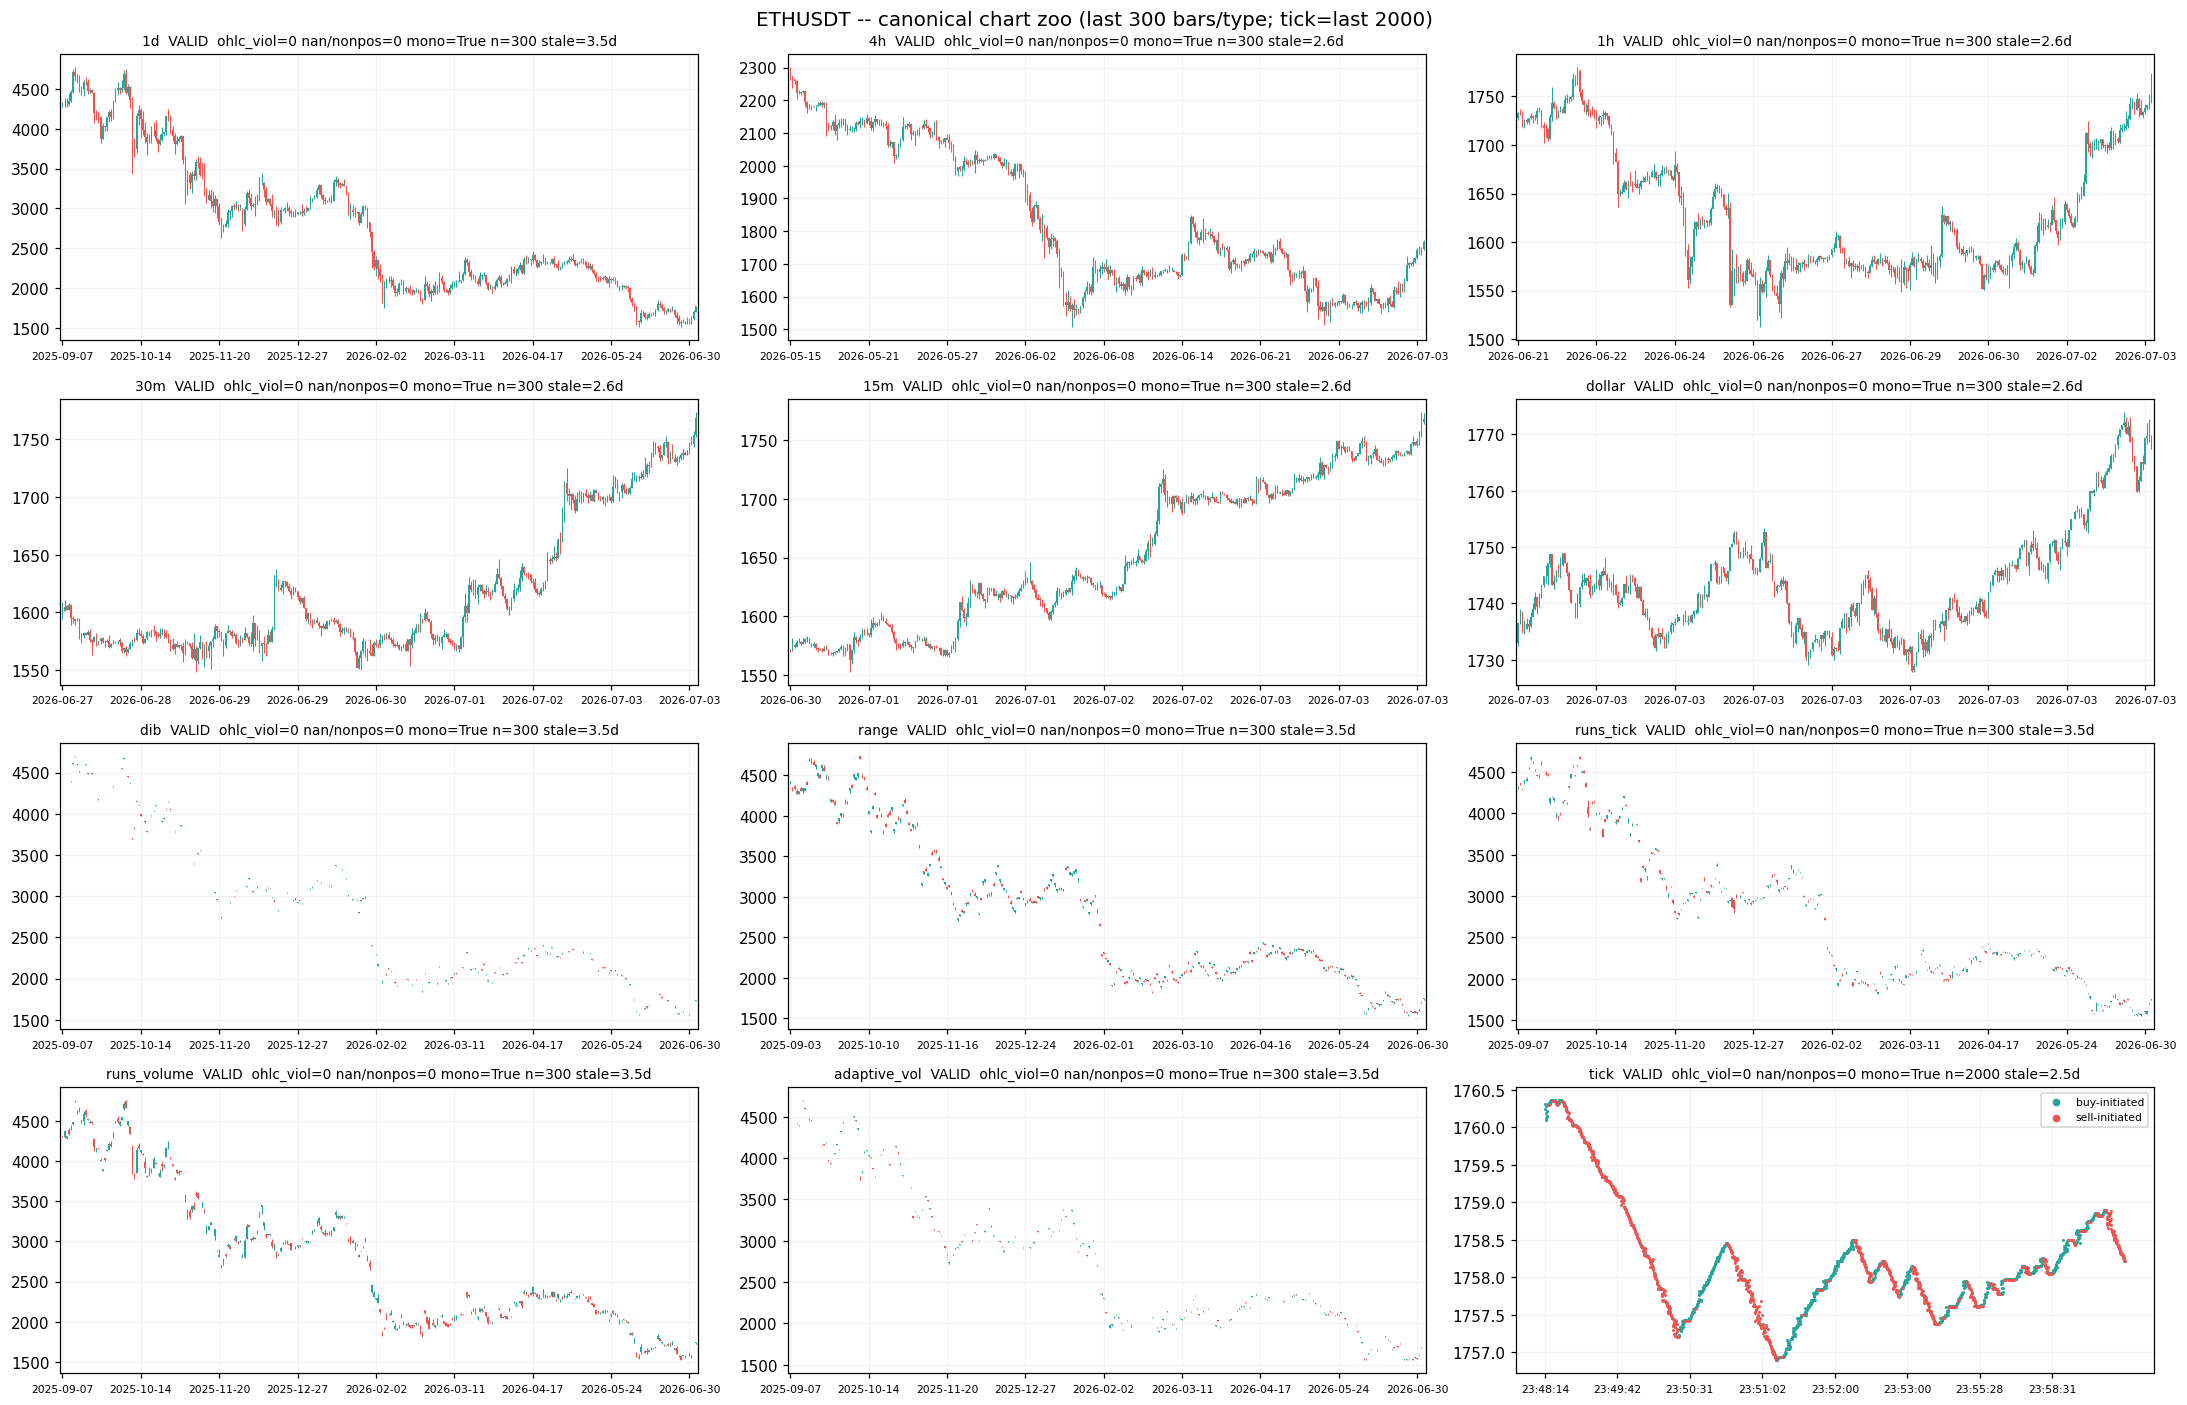 ETHUSDT -- canonical chart zoo (last 300 bars/type; tick=last 2000)
1d  VALID  ohlc_viol=0 nan/nonpos=0 mono=True n=300 stale=3.5d
4500
4000
3500
3000
2500
2000
1500
2025-09-07 2025-10-14 2025-11-20 2025-12-27 2026-02-02 2026-03-11 2026-04-17 2026-05-24 2026-06-30
4h  VALID  ohlc_viol=0 nan/nonpos=0 mono=True n=300 stale=2.6d
2300
2200
2100
2000
1900
1800
1700
1600
1500
2026-05-15 2026-05-21 2026-05-27 2026-06-02 2026-06-08 2026-06-14 2026-06-21 2026-06-27 2026-07-03
1h  VALID  ohlc_viol=0 nan/nonpos=0 mono=True n=300 stale=2.6d
1750
1700
1650
1600
1550
1500
2026-06-21 2026-06-22 2026-06-24 2026-06-26 2026-06-27 2026-06-29 2026-06-30 2026-07-02 2026-07-03
30m  VALID  ohlc_viol=0 nan/nonpos=0 mono=True n=300 stale=2.6d
1750
1700
1650
1600
1550
2026-06-27 2026-06-28 2026-06-29 2026-06-29 2026-06-30 2026-07-01 2026-07-02 2026-07-03 2026-07-03
15m  VALID  ohlc_viol=0 nan/nonpos=0 mono=True n=300 stale=2.6d
1750
1700
1650
1600
1550
2026-06-30 2026-07-01 2026-07-01 2026-07-01 2026-07-02 2026-07-02 2026-07-03 2026-07-03 2026-07-03
dollar  VALID  ohlc_viol=0 nan/nonpos=0 mono=True n=300 stale=2.6d
1770
1760
1750
1740
1730
2026-07-03 2026-07-03 2026-07-03 2026-07-03 2026-07-03 2026-07-03 2026-07-03 2026-07-03 2026-07-03
dib  VALID  ohlc_viol=0 nan/nonpos=0 mono=True n=300 stale=3.5d
4500
4000
3500
3000
2500
2000
1500
2025-09-07 2025-10-14 2025-11-20 2025-12-27 2026-02-02 2026-03-11 2026-04-17 2026-05-24 2026-06-30
range  VALID  ohlc_viol=0 nan/nonpos=0 mono=True n=300 stale=3.5d
4500
4000
3500
3000
2500
2000
1500
2025-09-03 2025-10-10 2025-11-16 2025-12-24 2026-02-01 2026-03-10 2026-04-16 2026-05-24 2026-06-30
runs_tick  VALID  ohlc_viol=0 nan/nonpos=0 mono=True n=300 stale=3.5d
4500
4000
3500
3000
2500
2000
1500
2025-09-07 2025-10-14 2025-11-20 2025-12-27 2026-02-02 2026-03-11 2026-04-17 2026-05-24 2026-06-30
runs_volume  VALID  ohlc_viol=0 nan/nonpos=0 mono=True n=300 stale=3.5d
4500
4000
3500
3000
2500
2000
1500
2025-09-07 2025-10-14 2025-11-20 2025-12-27 2026-02-02 2026-03-11 2026-04-17 2026-05-24 2026-06-30
adaptive_vol  VALID  ohlc_viol=0 nan/nonpos=0 mono=True n=300 stale=3.5d
4500
4000
3500
3000
2500
2000
1500
2025-09-07 2025-10-14 2025-11-20 2025-12-27 2026-02-02 2026-03-11 2026-04-17 2026-05-24 2026-06-30
tick  VALID  ohlc_viol=0 nan/nonpos=0 mono=True n=2000 stale=2.5d
buy-initiated
sell-initiated
1760.5
1760.0
1759.5
1759.0
1758.5
1758.0
1757.5
1757.0
23:48:14 23:49:42 23:50:31 23:51:02 23:52:00 23:53:00 23:55:28 23:58:31